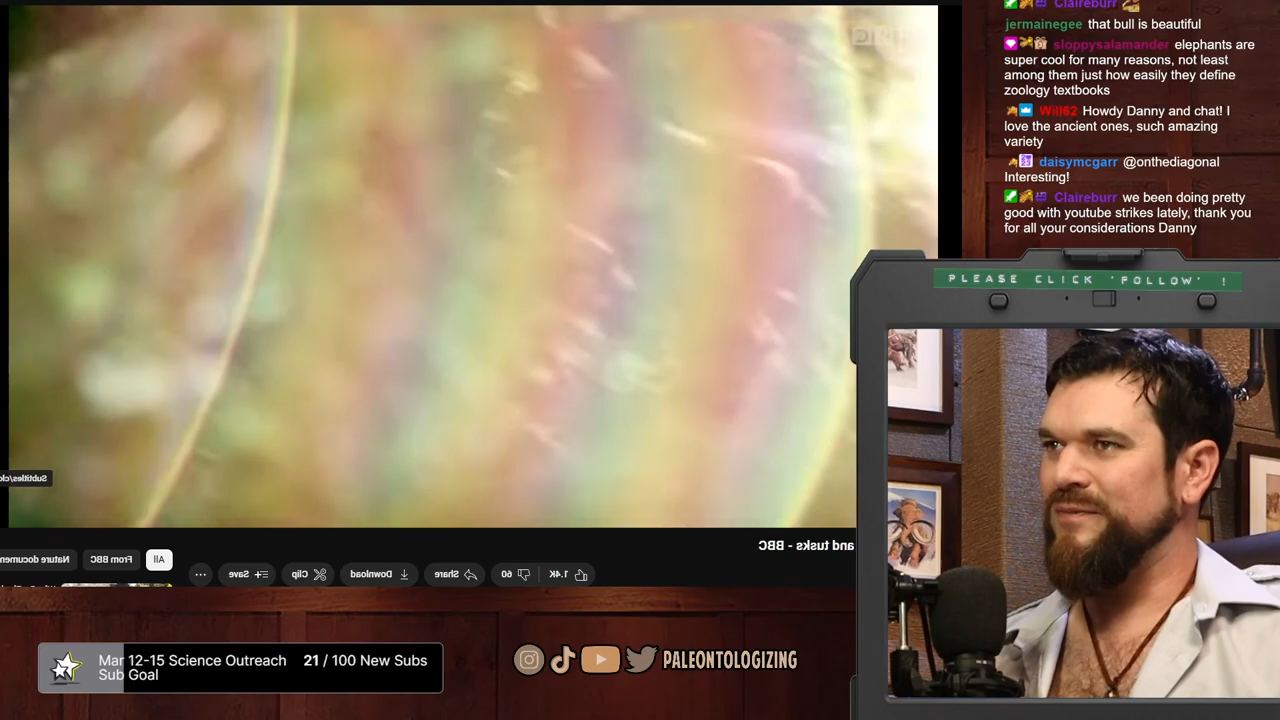 Claireburr
jermainegee that bull is beautiful
sloppysalamander elephants are
super cool for many reasons, not least
among them just how easily they define
zoology textbooks
Will62 Howdy Danny and chat! I
love the ancient ones, such amazing
variety
daisymcgarr @onthediagonal
Interesting!
Claireburr we been doing pretty
good with youtube strikes lately, thank you
for all your considerations Danny
PLEASE CLICK 'FOLLOW' !
Subtitles/clo
and tusks - BBC
Nature documen From BBC All
Save Clip Download Share 60 1.4K
Mar 12-15 Science Outreach 21 / 100 New Subs
Sub Goal
PALEONTOLOGIZING